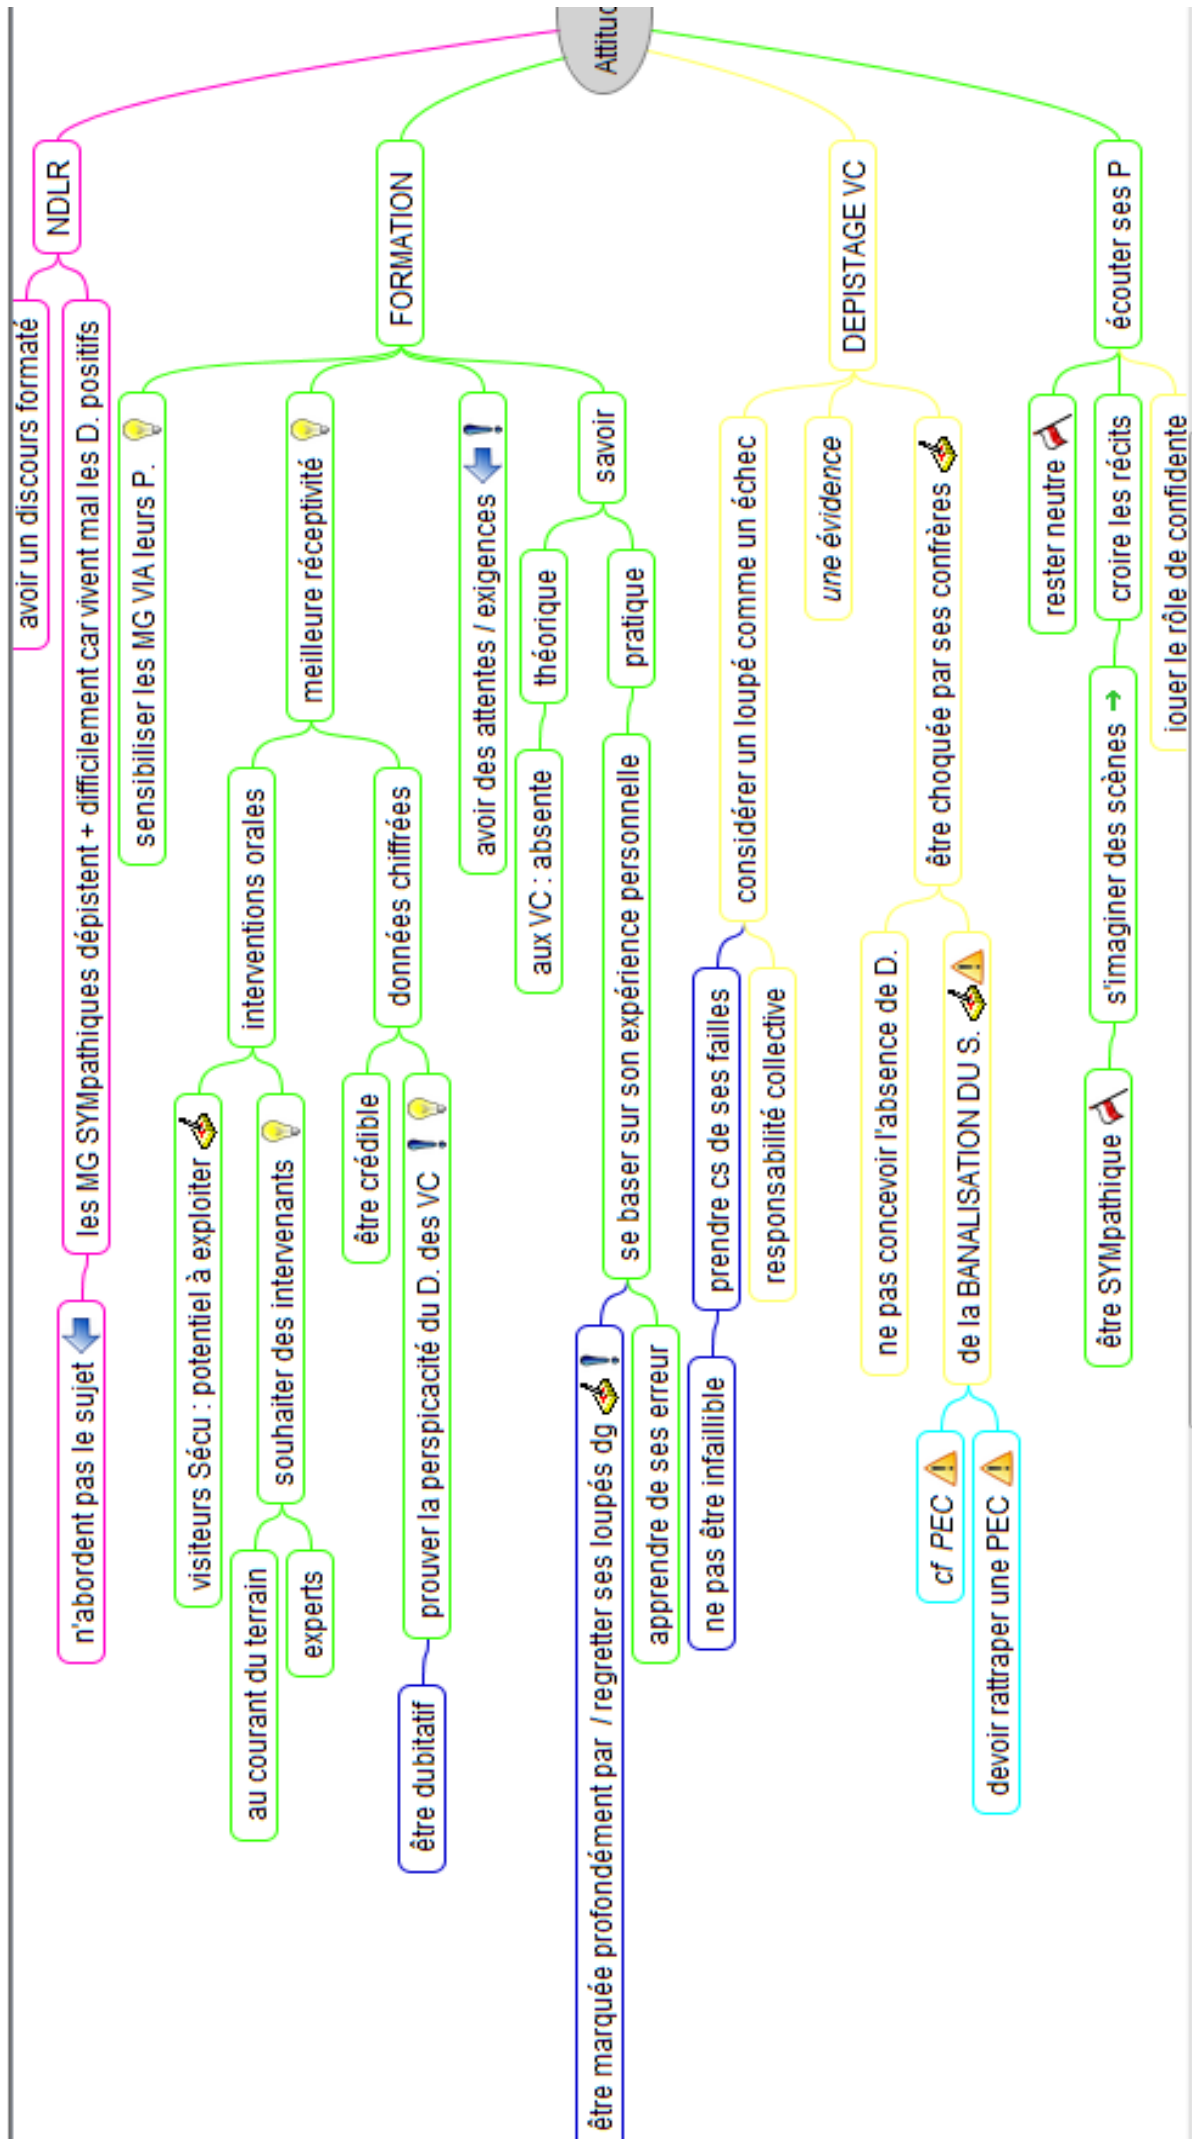 NDLR
avoir un discours formaté
les MG SYMpathiques dépistent + difficilement car vivent mal les D. positifs
n'abordent pas le sujet
FORMATION
sensibiliser les MG VIA leurs P.
meilleure réceptivité
interventions orales
visiteurs Sécu : potentiel à exploiter
souhaiter des intervenants
au courant du terrain
experts
données chiffrées
être crédible
prouver la perspicacité du D. des VC
être dubitatif
avoir des attentes / exigences
savoir
théorique
aux VC : absente
pratique
se baser sur son expérience personnelle
être marquée profondément par / regretter ses loupés dg
apprendre de ses erreur
DEPISTAGE VC
considérer un loupé comme un échec
prendre cs de ses failles
ne pas être infaillible
responsabilité collective
une évidence
être choquée par ses confrères
ne pas concevoir l'absence de D.
de la BANALISATION DU S.
cf PEC
devoir rattraper une PEC
écouter ses P
rester neutre
croire les récits
s'imaginer des scènes
être SYMpathique
jouer le rôle de confidente